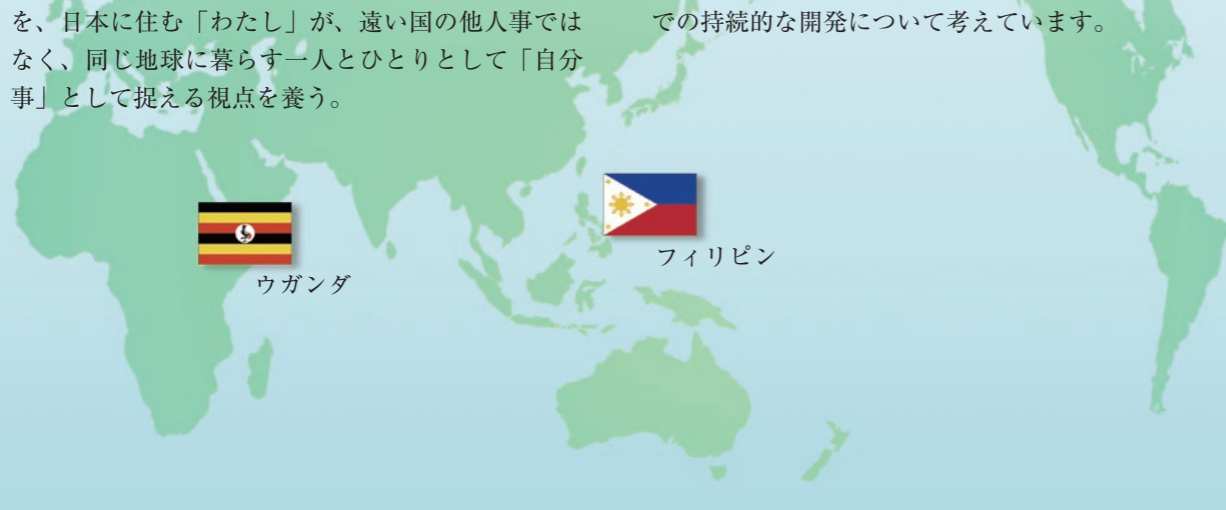 を、日本に住む「わたし」が、遠い国の他人事では
なく、同じ地球に暮らす一人とひとりとして「自分
事」として捉える視点を養う。
での持続的な開発について考えています。
ウガンダ
フィリピン